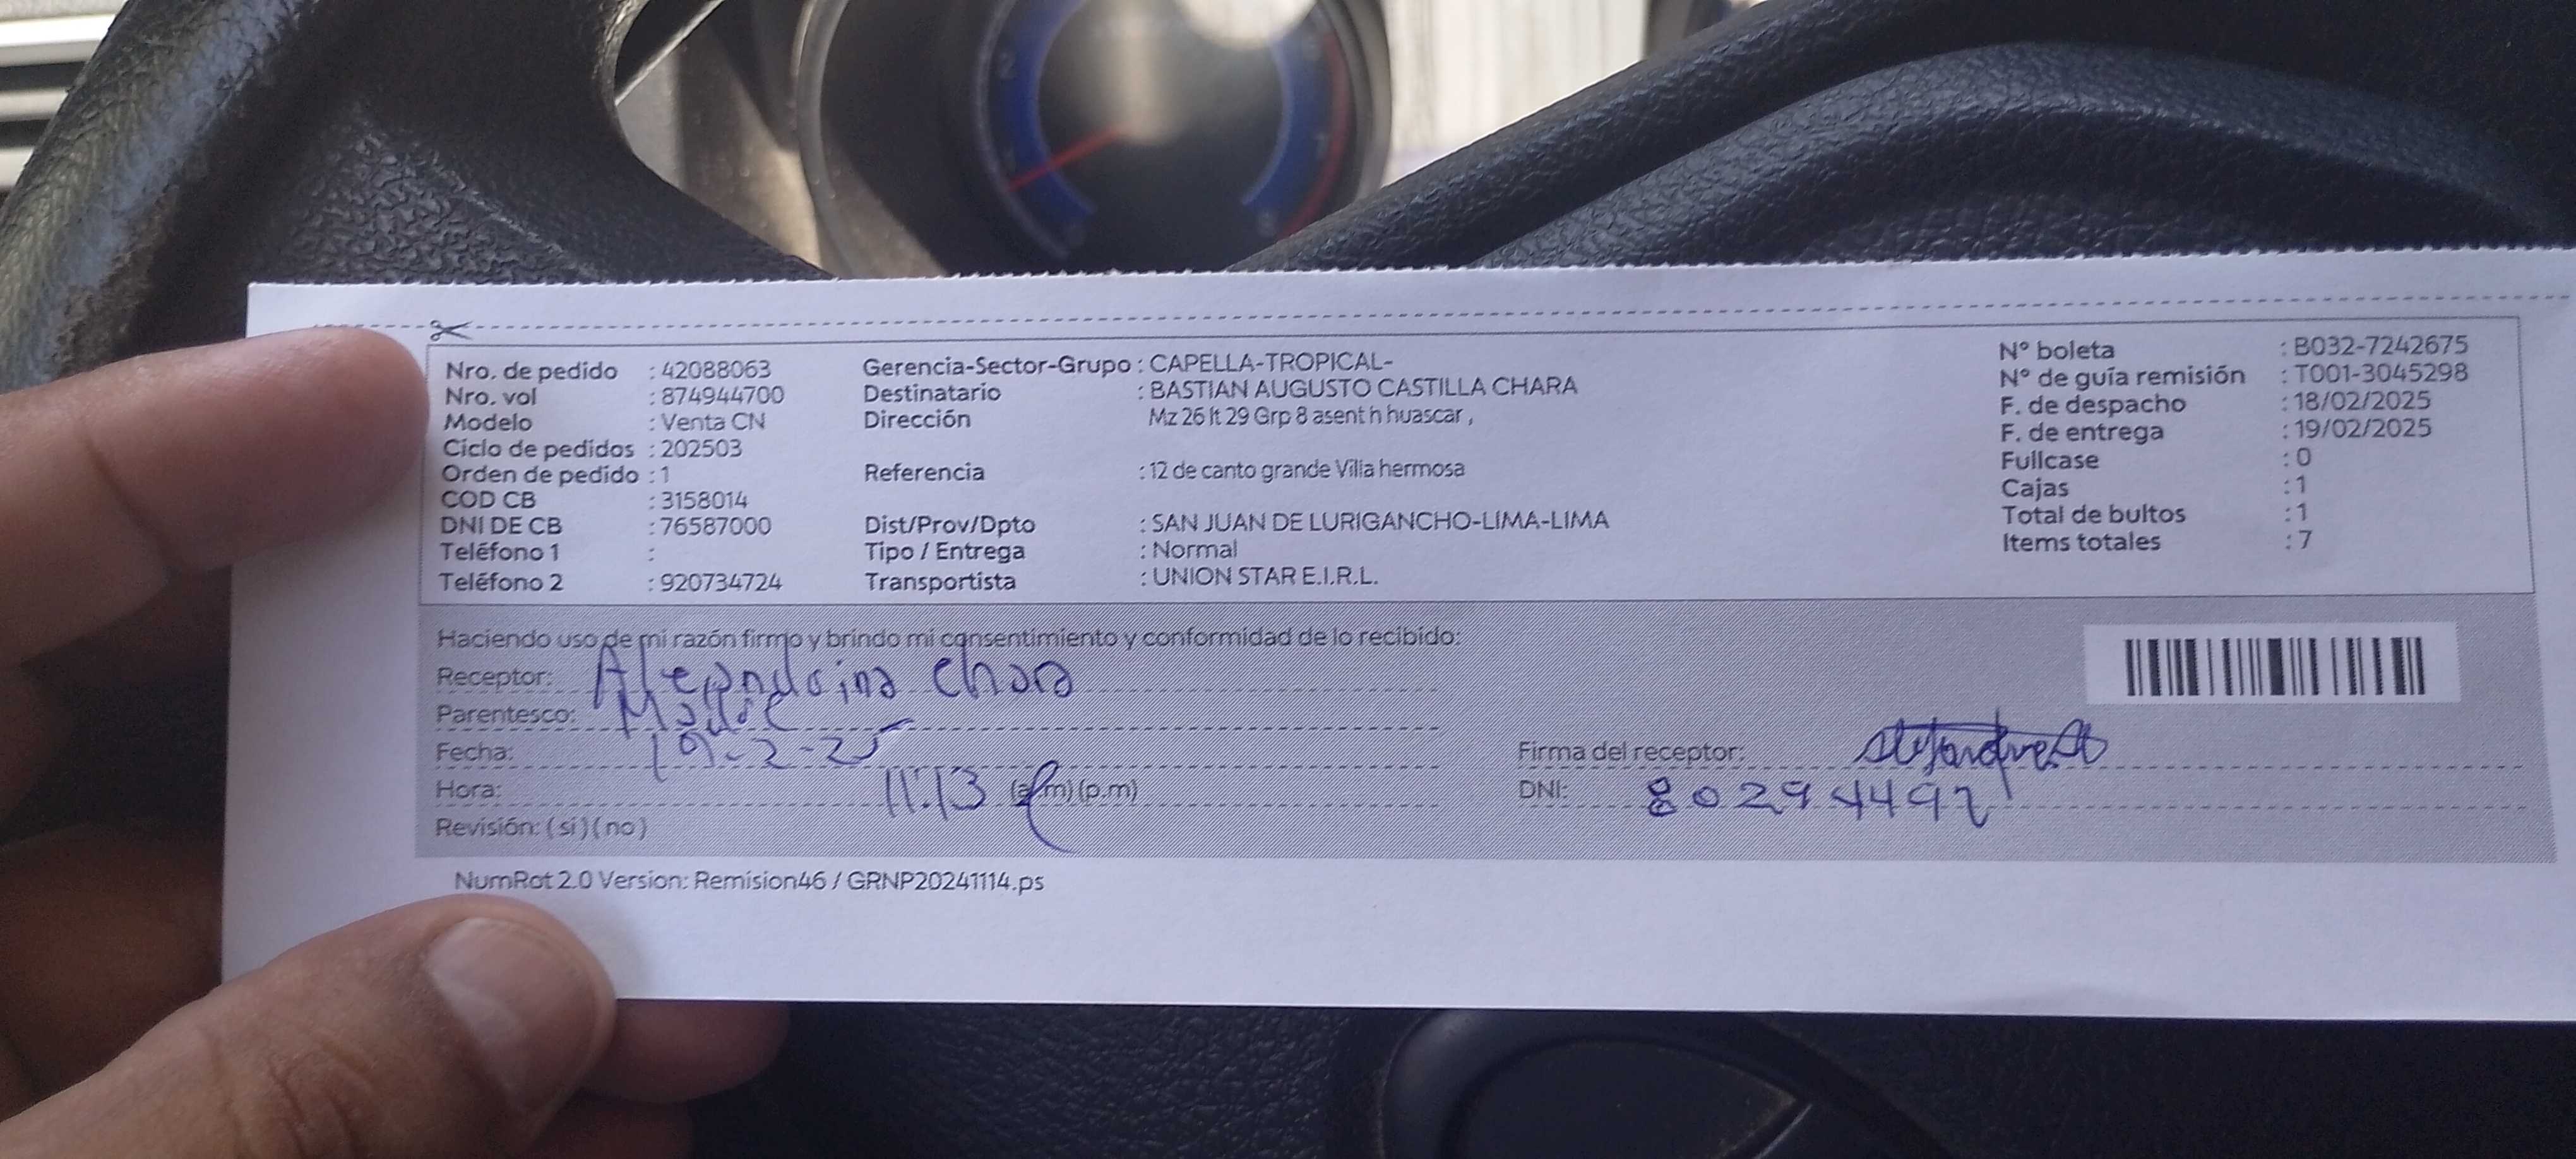 Nro. de pedido : 42088063
Nro. vol : 874944700
Modelo : Venta CN
Ciclo de pedidos : 202503
Orden de pedido : 1
COD CB : 3158014
DNI DE CB : 76587000
Teléfono 1 :
Teléfono 2 : 920734724
Gerencia-Sector-Grupo : CAPELLA-TROPICAL-
Destinatario : BASTIAN AUGUSTO CASTILLA CHARA
Dirección Mz 26 lt 29 Grp 8 asent h huascar ,
Referencia : 12 de canto grande Villa hermosa
Dist/Prov/Dpto : SAN JUAN DE LURIGANCHO-LIMA-LIMA
Tipo / Entrega : Normal
Transportista : UNION STAR E.I.R.L.
N° boleta : B032-7242675
N° de guía remisión : T001-3045298
F. de despacho : 18/02/2025
F. de entrega : 19/02/2025
Fullcase : 0
Cajas : 1
Total de bultos : 1
Items totales : 7
Haciendo uso de mi razón firmo y brindo mi consentimiento y conformidad de lo recibido:
Receptor: Alejandrina Chara
Parentesco: Madre
Fecha: 19-2-25
Hora: 11:13 (a.m) (p.m)
Revisión: (si) (no)
Firma del receptor:
DNI: 80294492
NumRot 2.0 Version: Remision46 / GRNP20241114.ps